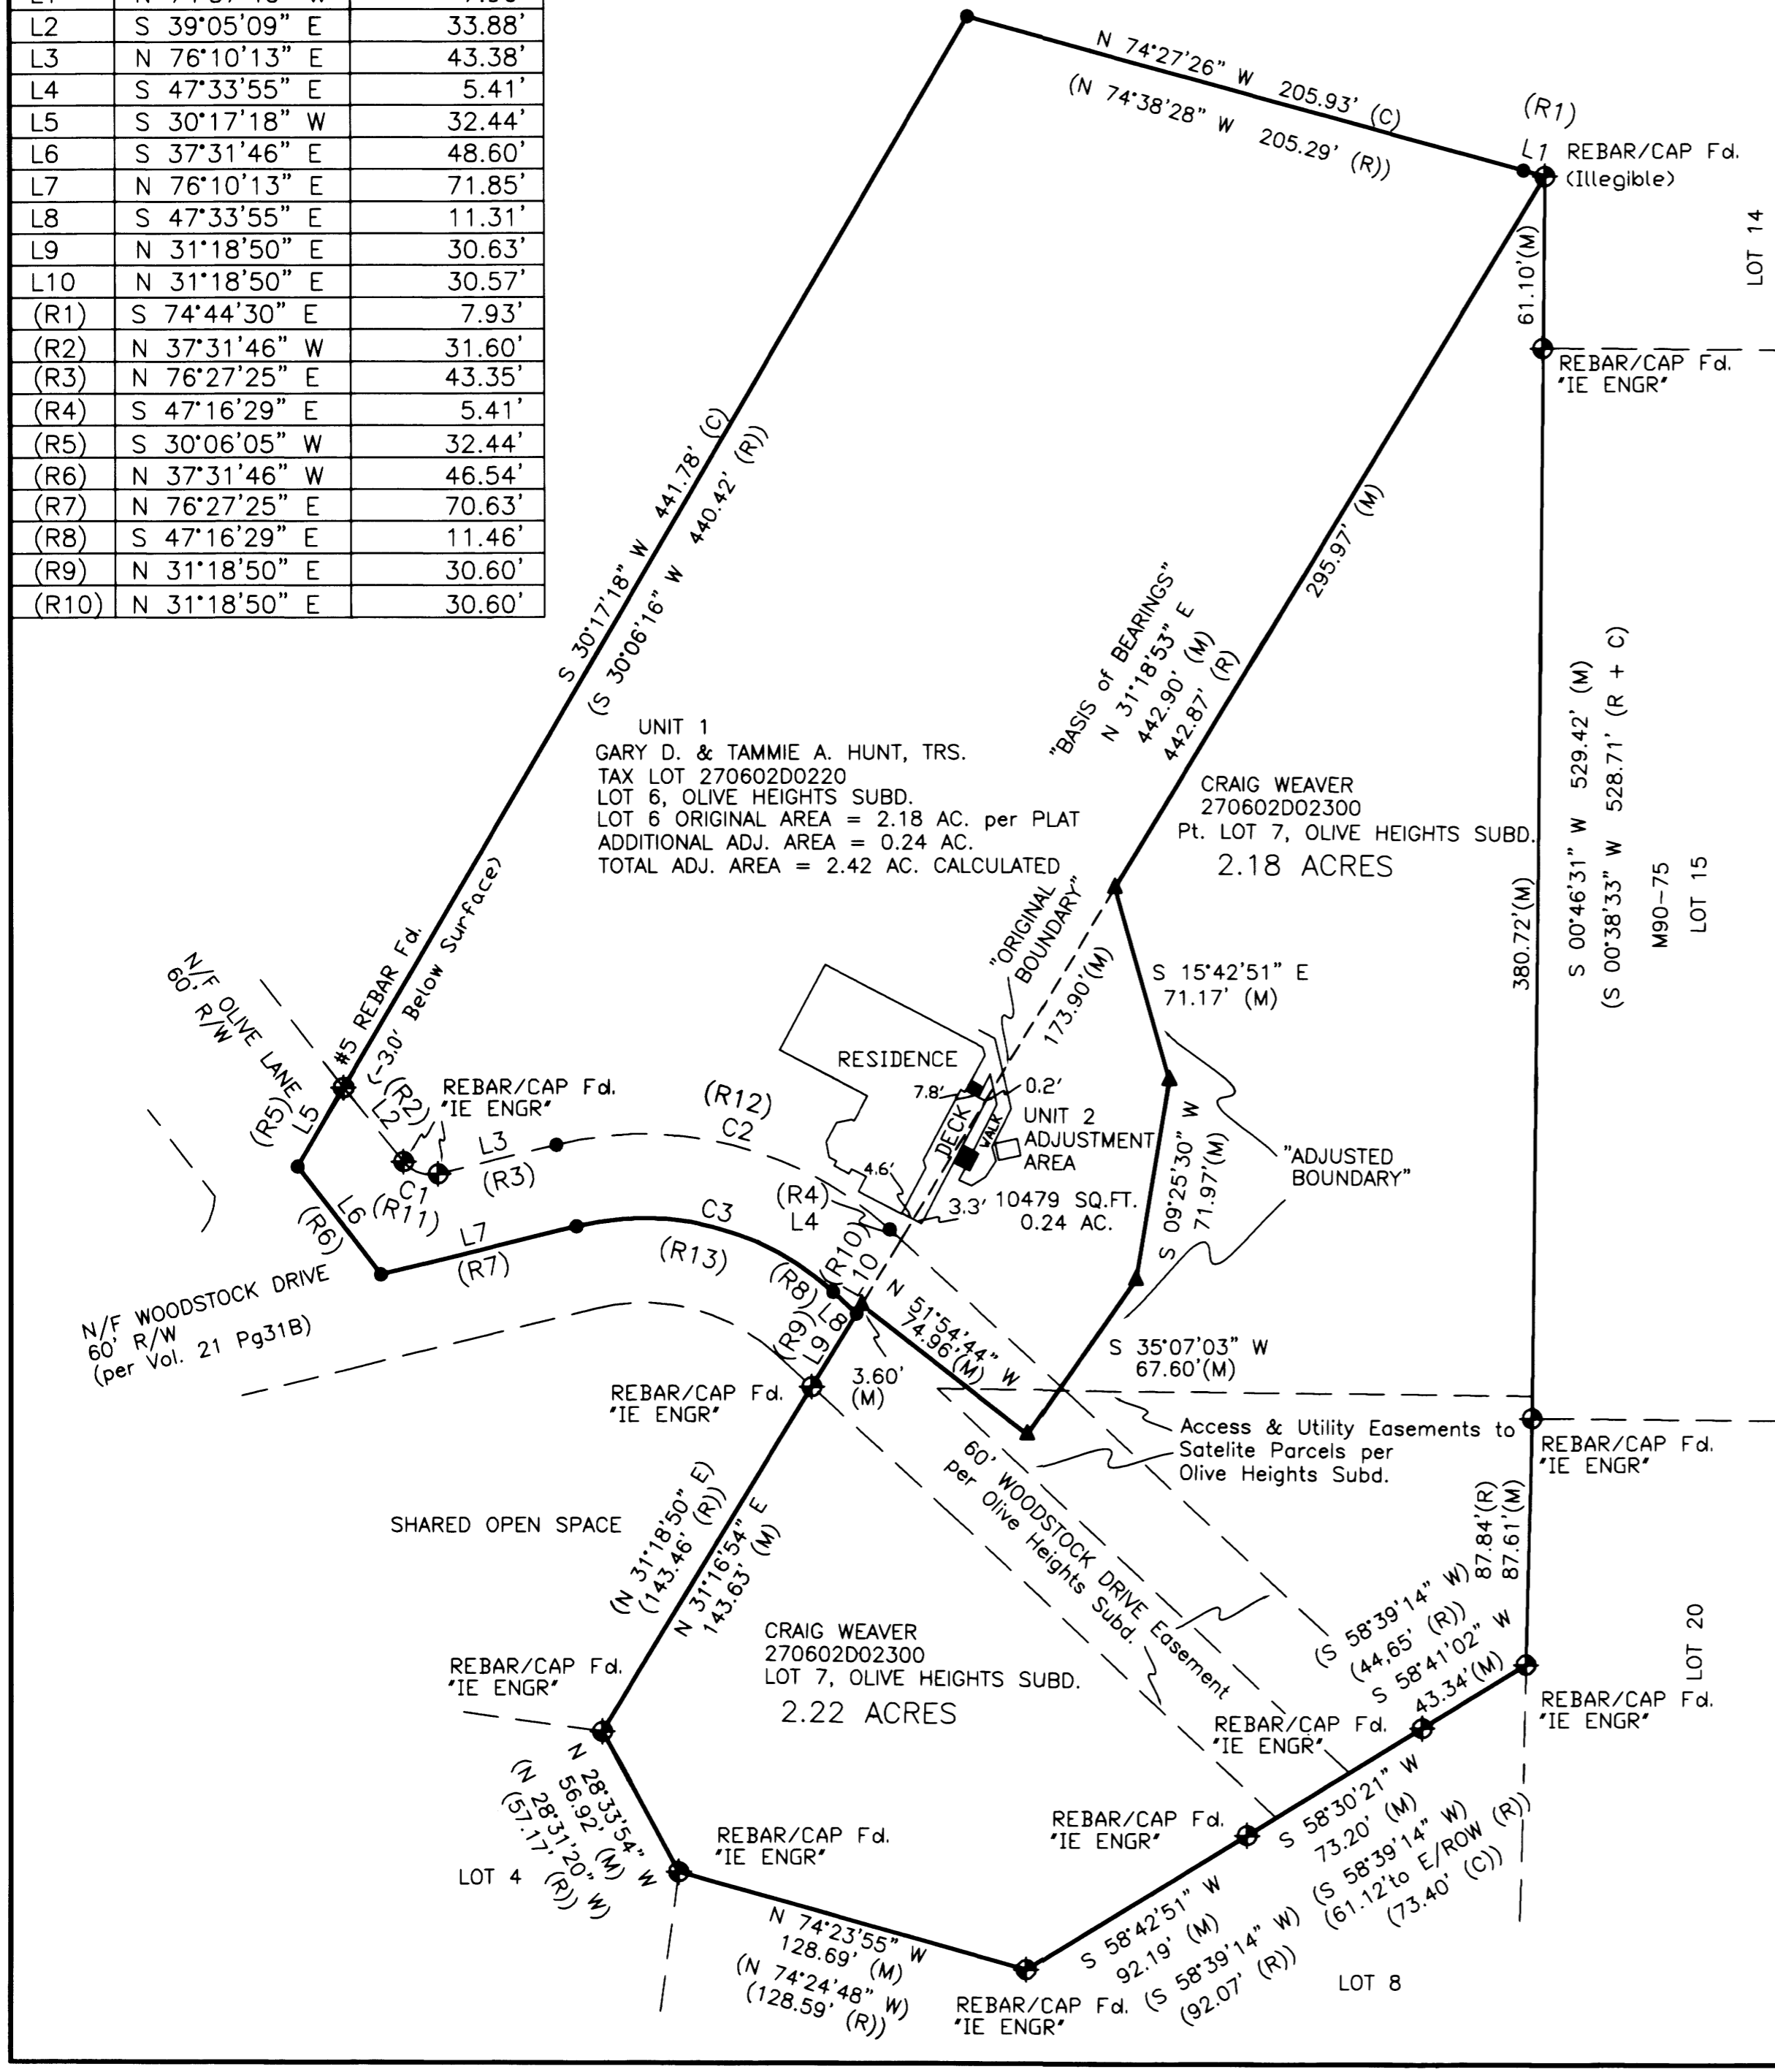 L2 S 39°05'09" E 33.88'
L3 N 76°10'13" E 43.38'
L4 S 47°33'55" E 5.41'
L5 S 30°17'18" W 32.44'
L6 S 37°31'46" E 48.60'
L7 N 76°10'13" E 71.85'
L8 S 47°33'55" E 11.31'
L9 N 31°18'50" E 30.63'
L10 N 31°18'50" E 30.57'
(R1) S 74°44'30" E 7.93'
(R2) N 37°31'46" W 31.60'
(R3) N 76°27'25" E 43.35'
(R4) S 47°16'29" E 5.41'
(R5) S 30°06'05" W 32.44'
(R6) N 37°31'46" W 46.54'
(R7) N 76°27'25" E 70.63'
(R8) S 47°16'29" E 11.46'
(R9) N 31°18'50" E 30.60'
(R10) N 31°18'50" E 30.60'
N 74°27'26" W 205.93' (C)
(N 74°38'28" W 205.29' (R))
(R1)
L1 REBAR/CAP Fd.
(Illegible)
LOT 14
61.10'(M)
REBAR/CAP Fd.
"IE ENGR"
S 30°17'18" W 441.78' (C)
(S 30°06'16" W 440.42' (R))
295.97' (M)
"BASIS of BEARINGS"
N 31°18'53" E
442.90' (M)
442.87' (R)
UNIT 1
GARY D. & TAMMIE A. HUNT, TRS.
TAX LOT 270602D0220
LOT 6, OLIVE HEIGHTS SUBD.
LOT 6 ORIGINAL AREA = 2.18 AC. per PLAT
ADDITIONAL ADJ. AREA = 0.24 AC.
TOTAL ADJ. AREA = 2.42 AC. CALCULATED
CRAIG WEAVER
270602D02300
Pt. LOT 7, OLIVE HEIGHTS SUBD.
2.18 ACRES
380.72'(M)
S 00°46'31" W 529.42' (M)
(S 00°38'33" W 528.71' (R + C)
M90-75
LOT 15
"ORIGINAL
BOUNDARY"
173.90'(M)
S 15°42'51" E
71.17' (M)
N/F OLIVE LANE
60' R/W
#5 REBAR Fd.
-3.0' Below Surface)
(R5)
L5
L2
(R2)
REBAR/CAP Fd.
"IE ENGR"
L3
(R3)
C1
(R11)
(R12)
C2
RESIDENCE
7.8'
0.2'
DECK
WALK
UNIT 2
ADJUSTMENT
AREA
10479 SQ.FT.
0.24 AC.
4.6'
3.3'
S 09°25'30" W
71.97'(M)
"ADJUSTED
BOUNDARY"
L6
(R6)
L7
(R7)
C3
(R13)
(R4)
L4
(R10)
L10
(R8)
L8
(R9)
L9
N/F WOODSTOCK DRIVE
60' R/W
(per Vol. 21 Pg31B)
N 51°54'44" W
74.96'(M)
3.60'
(M)
S 35°07'03" W
67.60'(M)
REBAR/CAP Fd.
"IE ENGR"
Access & Utility Easements to
Satelite Parcels per
Olive Heights Subd.
REBAR/CAP Fd.
"IE ENGR"
60' WOODSTOCK DRIVE Easement
per Olive Heights Subd.
SHARED OPEN SPACE
(N 31°18'50" E)
(143.46' (R))
N 31°16'54" E
143.63' (M)
87.84'(R)
87.61'(M)
CRAIG WEAVER
270602D02300
LOT 7, OLIVE HEIGHTS SUBD.
2.22 ACRES
(S 58°39'14" W)
(44,65' (R))
S 58°41'02" W
43.34'(M)
LOT 20
REBAR/CAP Fd.
"IE ENGR"
REBAR/CAP Fd.
"IE ENGR"
REBAR/CAP Fd.
"IE ENGR"
N 28°33'54" W
56.92' (M)
(N 28°31'20" W)
(57.17' (R))
LOT 4
REBAR/CAP Fd.
"IE ENGR"
REBAR/CAP Fd.
"IE ENGR"
S 58°30'21" W
73.20' (M)
(S 58°39'14" W)
(61.12'to E/ROW (R))
(73.40' (C))
N 74°23'55" W
128.69' (M)
(N 74°24'48" W)
(128.59' (R))
S 58°42'51" W
92.19' (M)
(S 58°39'14" W)
(92.07' (R))
REBAR/CAP Fd.
"IE ENGR"
LOT 8